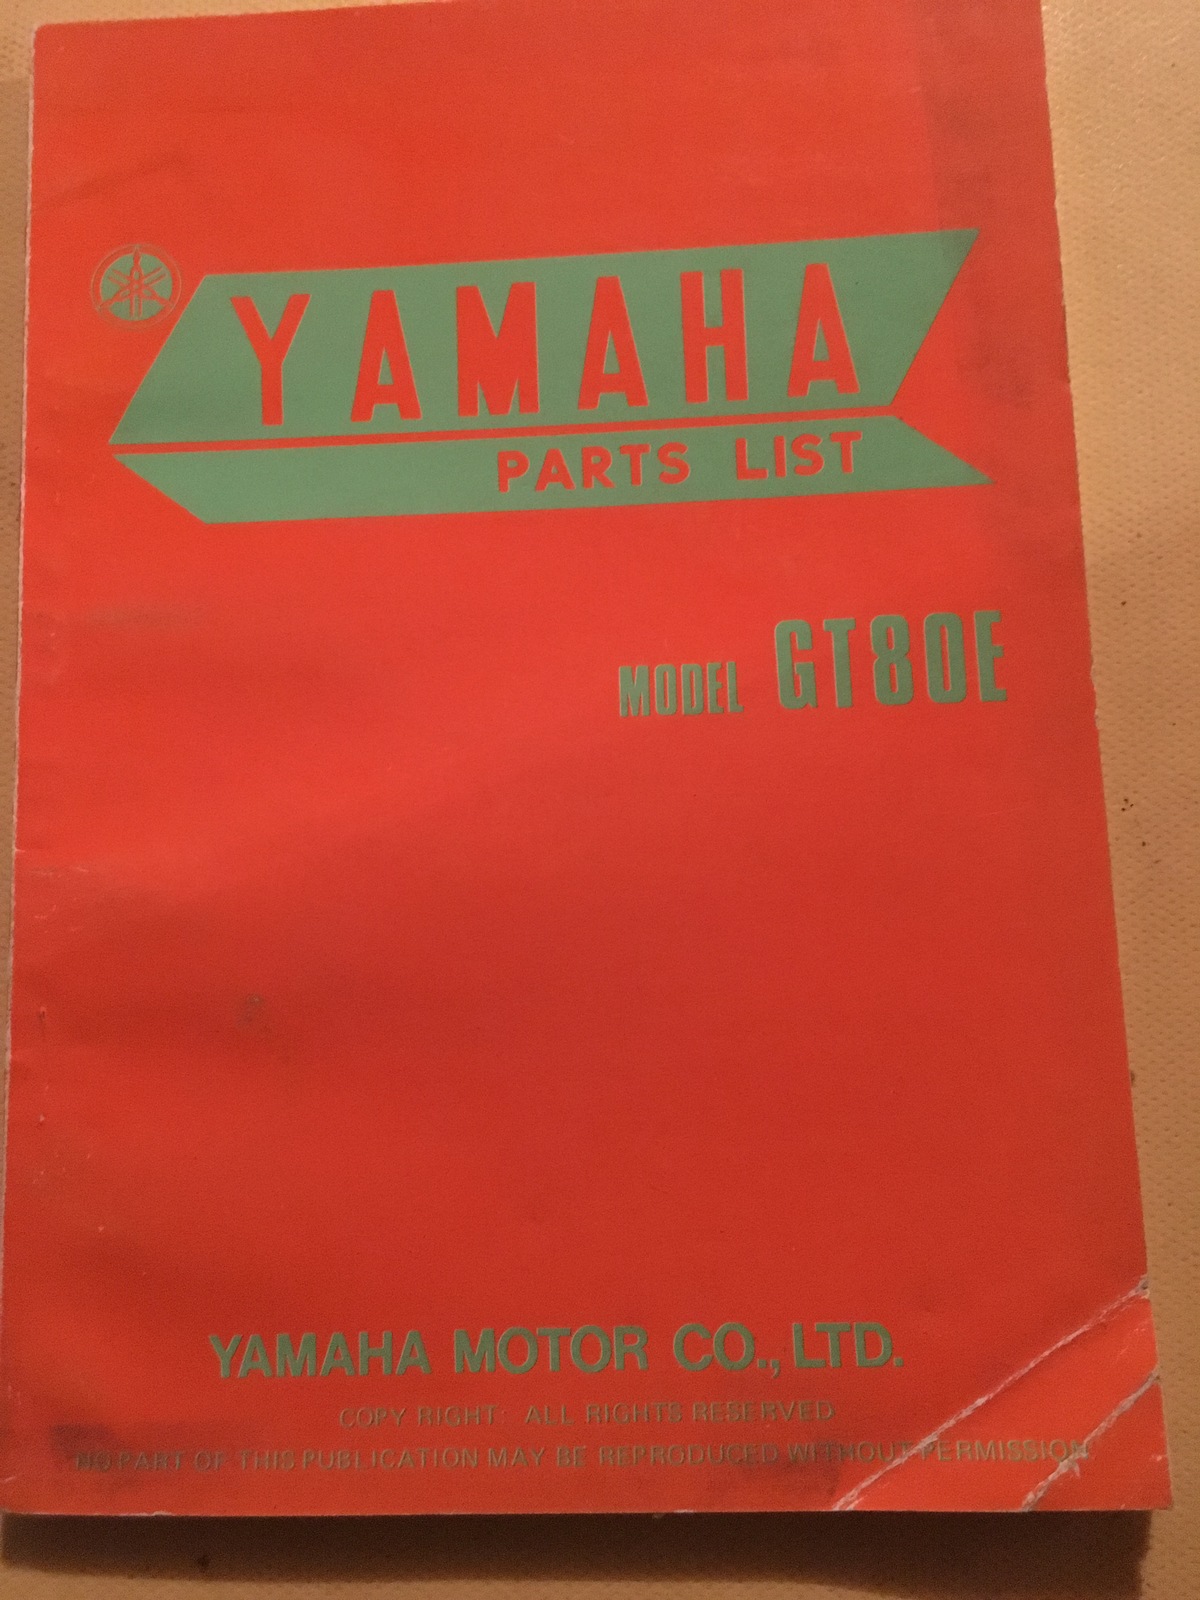 YAMAHA
PARTS LIST
MODEL GT80E
YAMAHA MOTOR CO., LTD.
COPY RIGHT: ALL RIGHTS RESERVED
NO PART OF THIS PUBLICATION MAY BE REPRODUCED WITHOUT PERMISSION